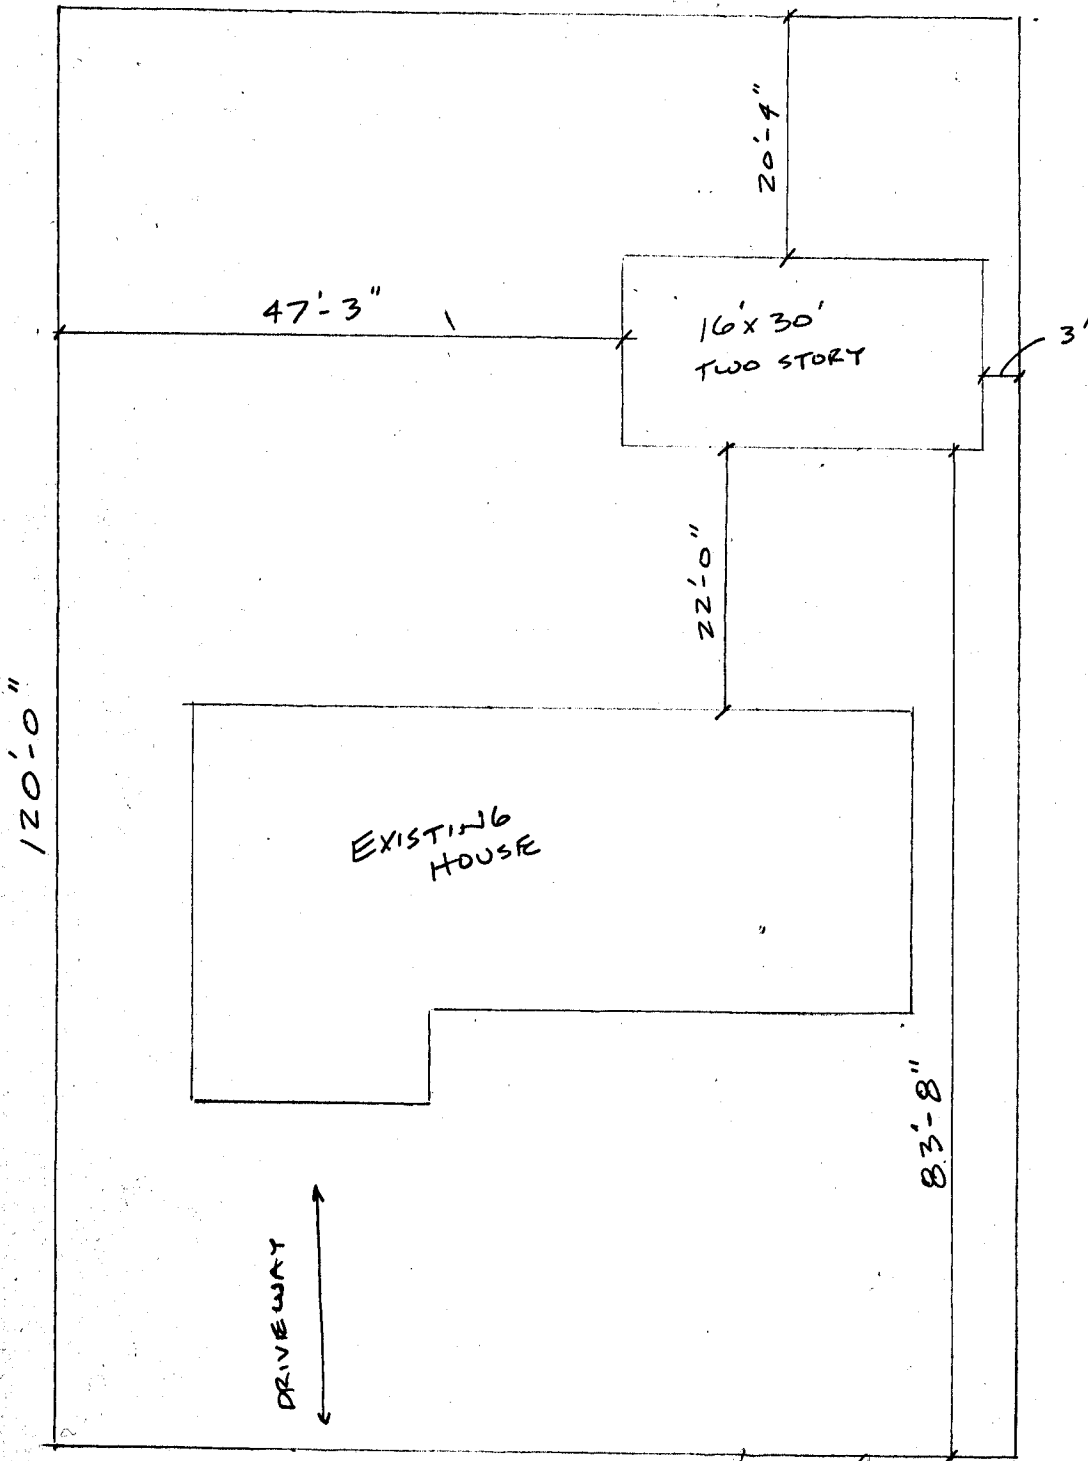 20'-4"
47'-3"
16'x 30'
TWO STORY
3'
22'-0"
120'-0"
EXISTING
HOUSE
83'-8"
DRIVEWAY